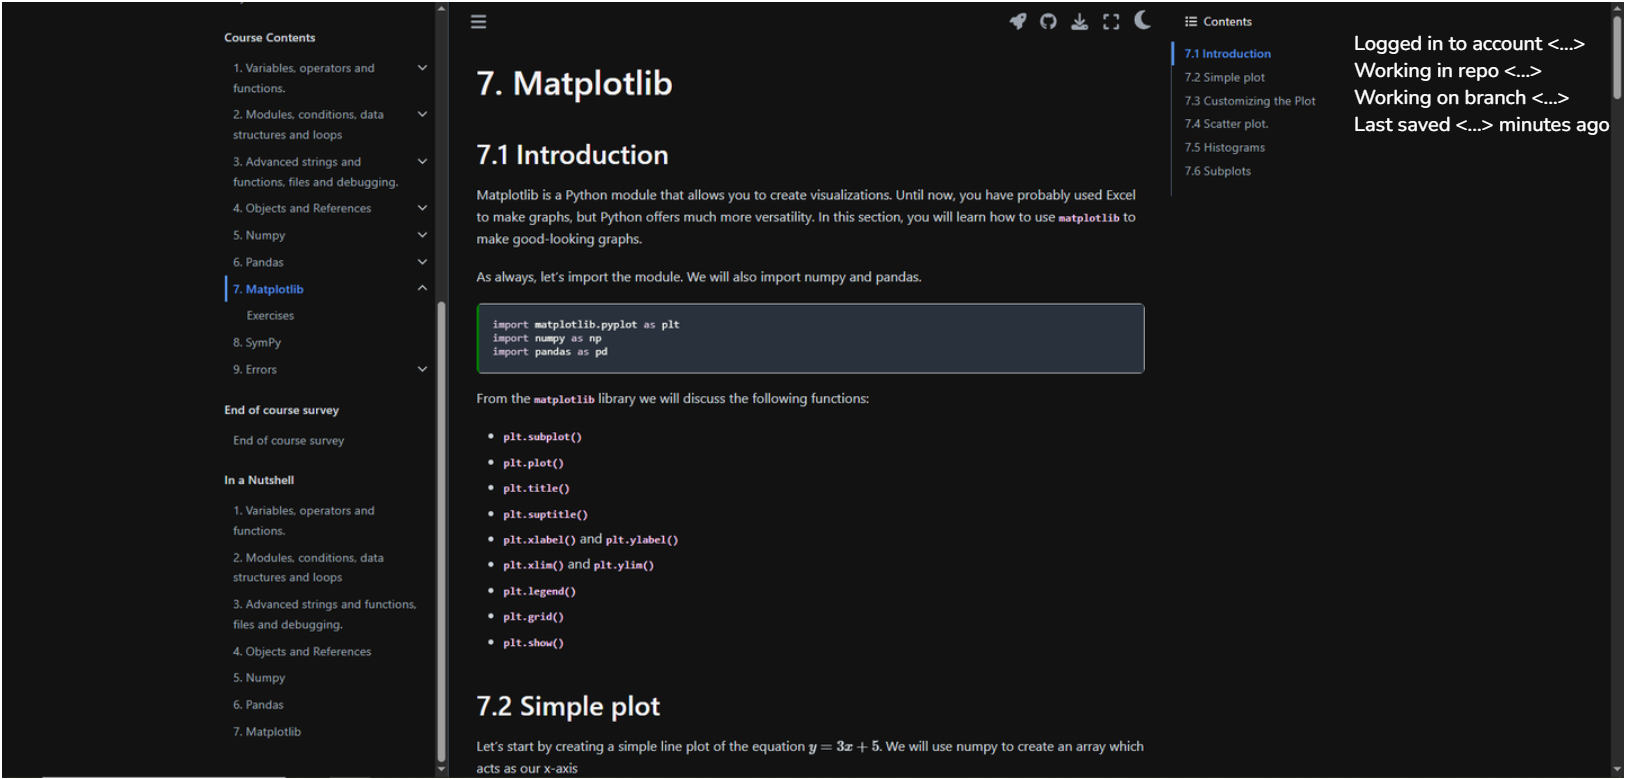 Course Contents
1. Variables, operators and
functions.
2. Modules, conditions, data
structures and loops
3. Advanced strings and
functions, files and debugging.
4. Objects and References
5. Numpy
6. Pandas
7. Matplotlib
Exercises
8. SymPy
9. Errors
End of course survey
End of course survey
In a Nutshell
1. Variables, operators and
functions.
2. Modules, conditions, data
structures and loops
3. Advanced strings and functions,
files and debugging.
4. Objects and References
5. Numpy
6. Pandas
7. Matplotlib
7. Matplotlib
7.1 Introduction
Matplotlib is a Python module that allows you to create visualizations. Until now, you have probably used Excel
to make graphs, but Python offers much more versatility. In this section, you will learn how to use matplotlib to
make good-looking graphs.
As always, let's import the module. We will also import numpy and pandas.
import matplotlib.pyplot as plt
import numpy as np
import pandas as pd
From the matplotlib library we will discuss the following functions:
• plt.subplot()
• plt.plot()
• plt.title()
• plt.suptitle()
• plt.xlabel() and plt.ylabel()
• plt.xlim() and plt.ylim()
• plt.legend()
• plt.grid()
• plt.show()
7.2 Simple plot
Let's start by creating a simple line plot of the equation y = 3x + 5. We will use numpy to create an array which
acts as our x-axis
Contents
7.1 Introduction
7.2 Simple plot
7.3 Customizing the Plot
7.4 Scatter plot.
7.5 Histograms
7.6 Subplots
Logged in to account <...>
Working in repo <...>
Working on branch <...>
Last saved <...> minutes ago